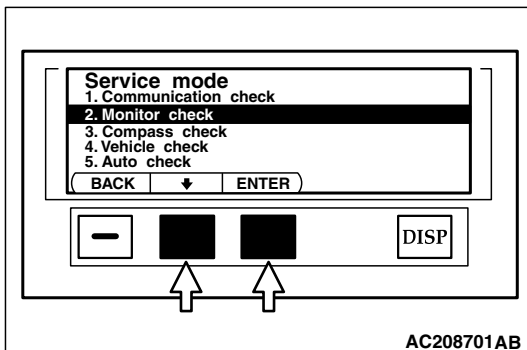 Service mode
1. Communication check
2. Monitor check
3. Compass check
4. Vehicle check
5. Auto check
BACK ENTER
DISP
AC208701AB